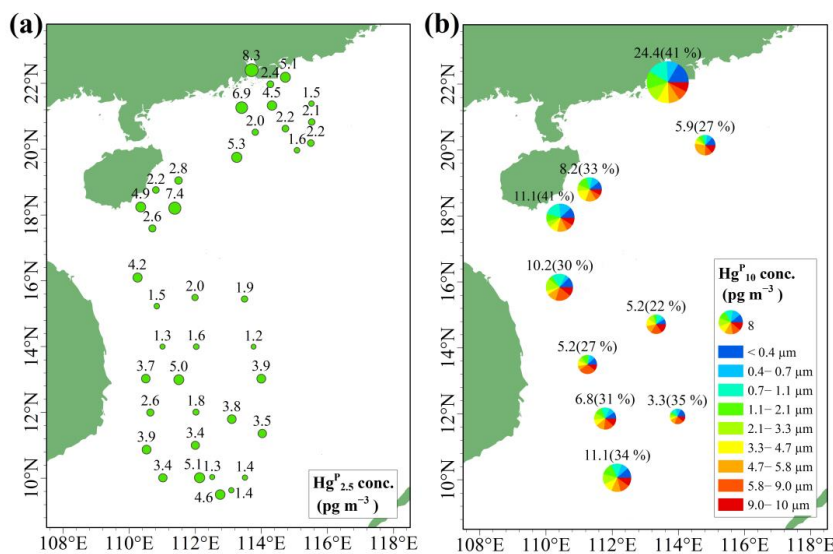 (a)
8.3
5.1
2.4
6.9
4.5
1.5
2.1
2.0
2.2
2.2
5.3
1.6
2.8
2.2
4.9
7.4
2.6
4.2
1.5
2.0
1.9
1.3
1.6
1.2
3.7
5.0
3.9
2.6
1.8
3.8
3.5
3.9
3.4
3.4
5.1
1.3
1.4
4.6
1.4
Hg^P_2.5 conc.
(pg m⁻³)
22°N
20°N
18°N
16°N
14°N
12°N
10°N
108°E
110°E
112°E
114°E
116°E
118°E
(b)
24.4(41 %)
5.9(27 %)
8.2(33 %)
11.1(41 %)
10.2(30 %)
5.2(22 %)
5.2(27 %)
6.8(31 %)
3.3(35 %)
11.1(34 %)
Hg^P_10 conc.
(pg m⁻³)
8
< 0.4 μm
0.4– 0.7 μm
0.7– 1.1 μm
1.1– 2.1 μm
2.1– 3.3 μm
3.3– 4.7 μm
4.7– 5.8 μm
5.8– 9.0 μm
9.0– 10 μm
22°N
20°N
18°N
16°N
14°N
12°N
10°N
108°E
110°E
112°E
114°E
116°E
118°E